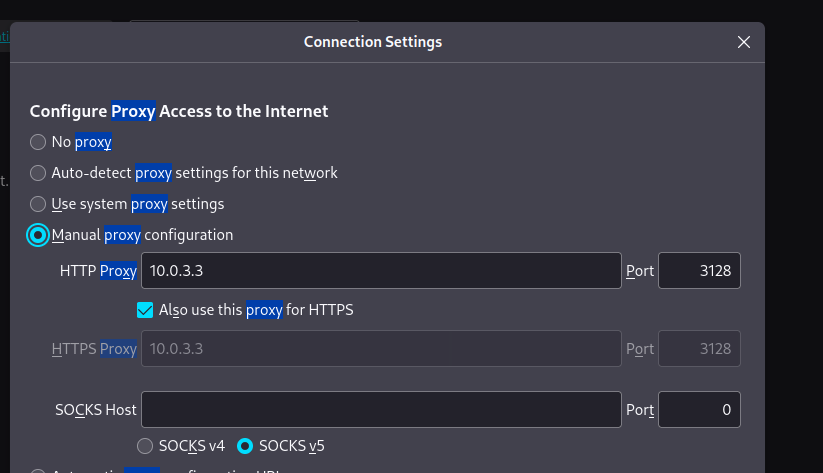 Connection Settings
Configure Proxy Access to the Internet
No proxy
Auto-detect proxy settings for this network
Use system proxy settings
Manual proxy configuration
HTTP Proxy 10.0.3.3 Port 3128
Also use this proxy for HTTPS
HTTPS Proxy 10.0.3.3 Port 3128
SOCKS Host Port 0
SOCKS v4 SOCKS v5